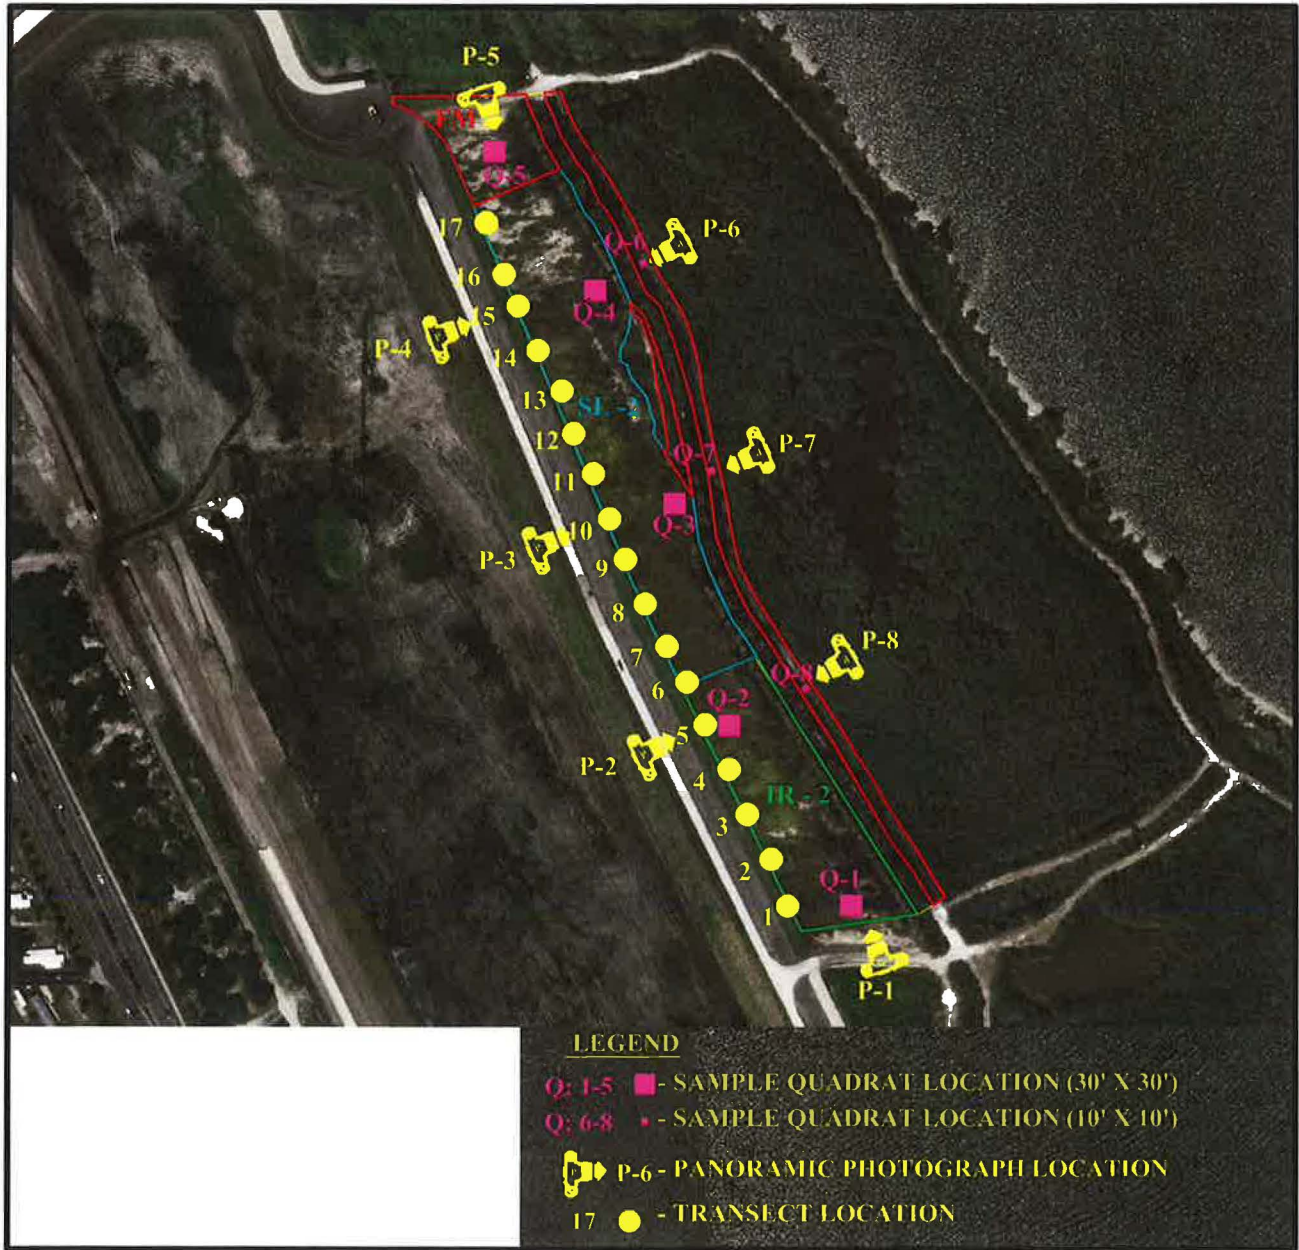 P-5
FM
Q-5
17
Q-6
P-6
16
Q-4
15
P-4
14
13
SL -2
12
Q-7
P-7
11
Q-3
10
P-3
9
8
7
P-8
6
Q-8
Q-2
5
P-2
4
IR - 2
3
2
Q-1
1
P-1
LEGEND
Q: 1-5 - SAMPLE QUADRAT LOCATION (30' X 30')
Q: 6-8 - SAMPLE QUADRAT LOCATION (10' X 10')
P-6 - PANORAMIC PHOTOGRAPH LOCATION
17 - TRANSECT LOCATION